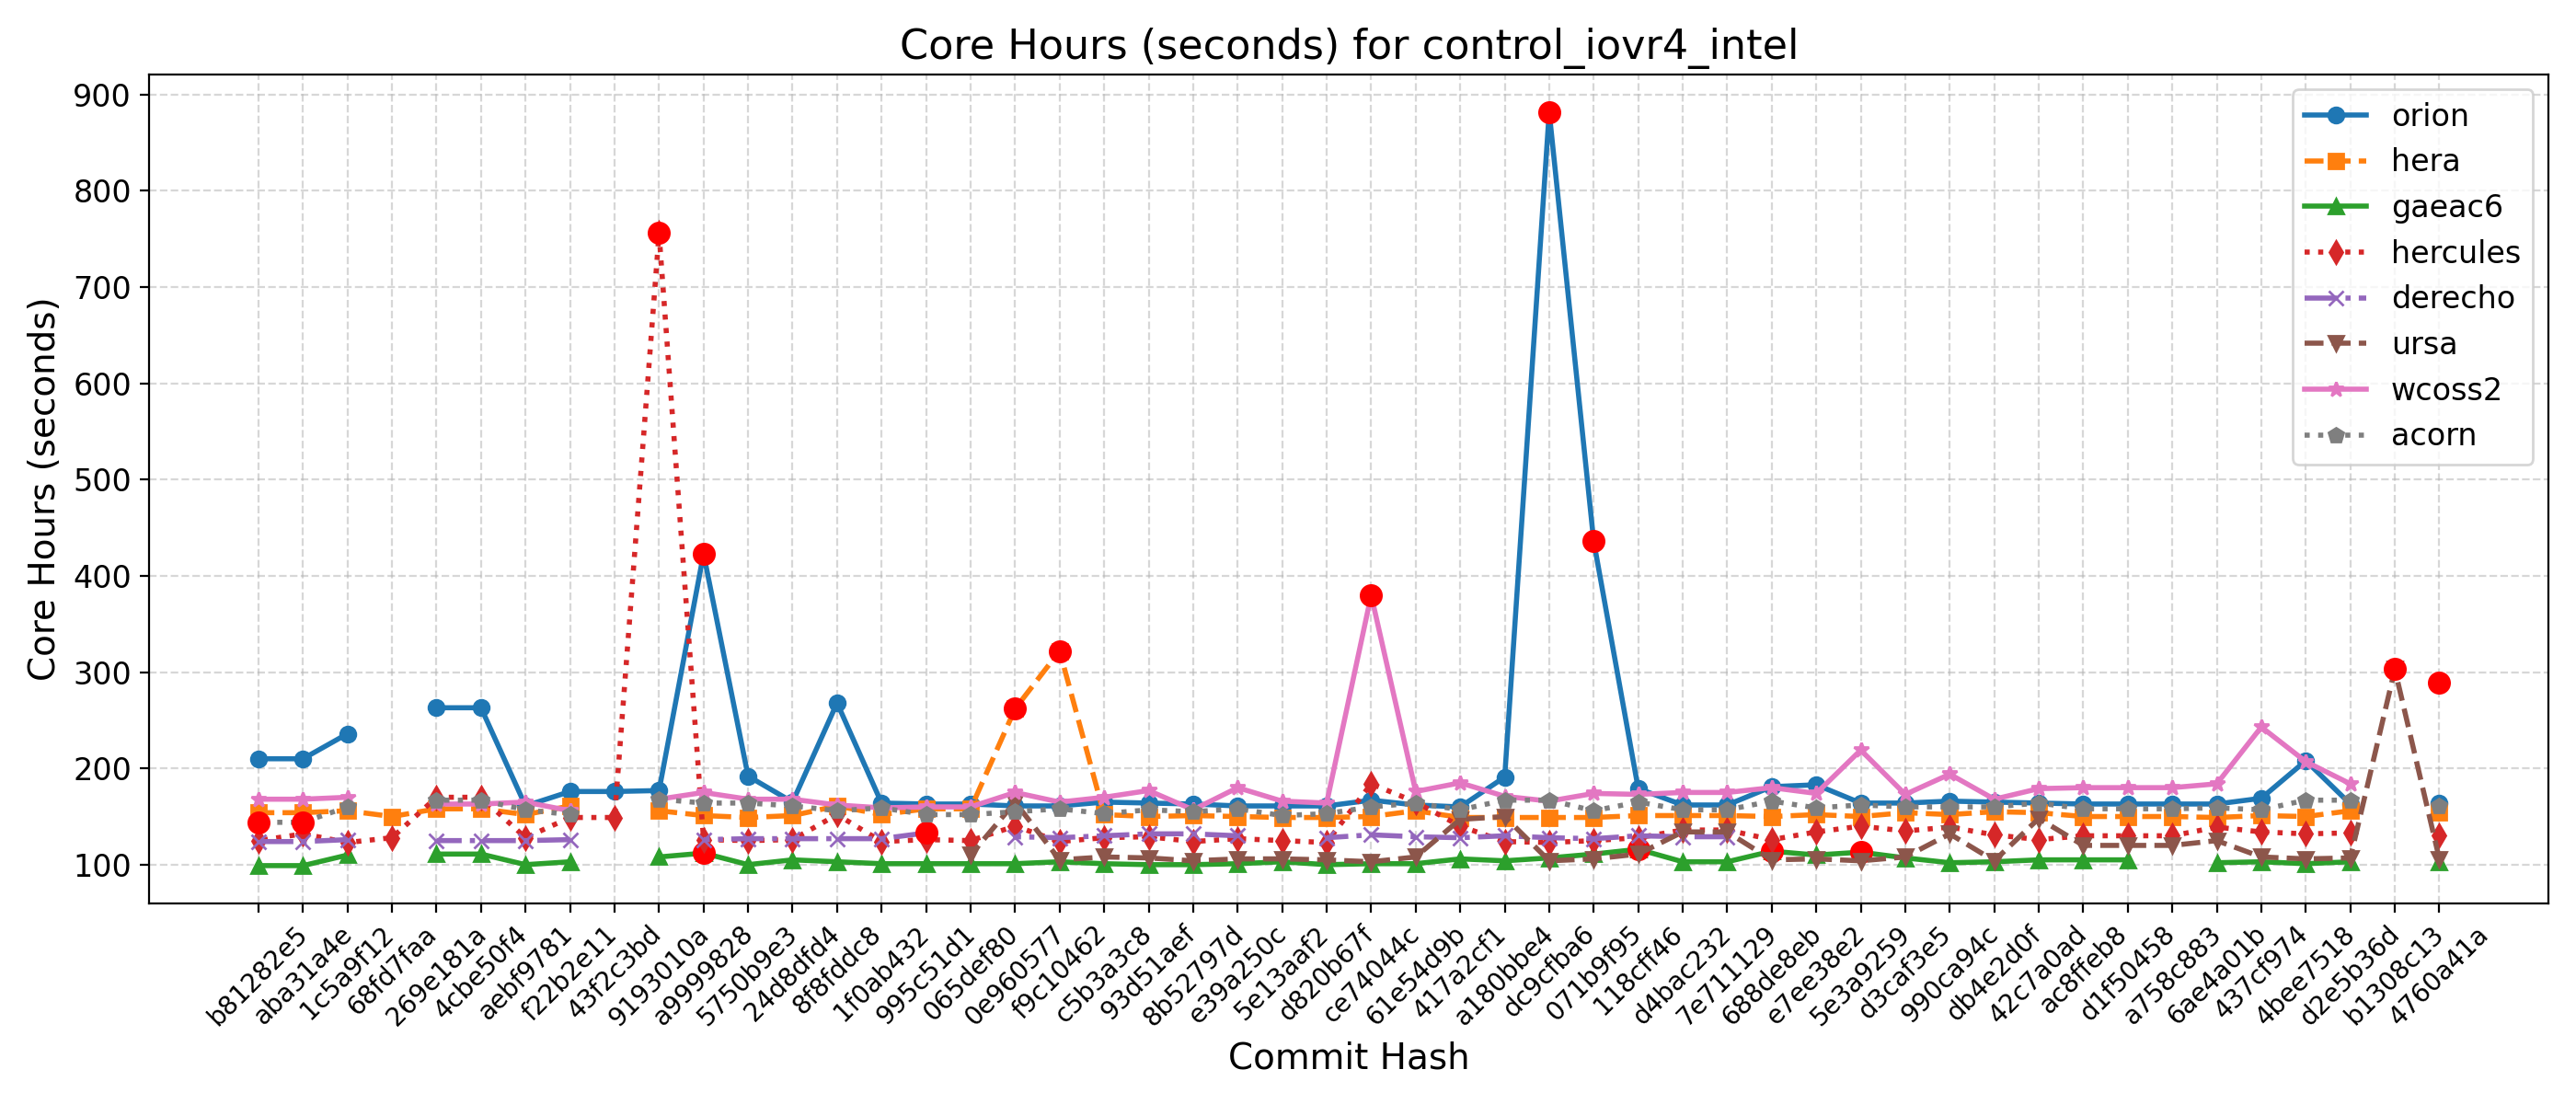 Core Hours (seconds) for control_iovr4_intel
Core Hours (seconds)
900
800
700
600
500
400
300
200
100
orion
hera
gaeac6
hercules
derecho
ursa
wcoss2
acorn
b81282e5
aba31a4e
1c5a9f12
68fd7faa
269e181a
4cbe50f4
aebf9781
f22b2e11
43f2c3bd
9193010a
a9999828
5750b9e3
24d8dfd4
8f8fddc8
1f0ab432
995c51d1
065def80
0e960577
f9c10462
c5b3a3c8
93d51aef
8b52797d
e39a250c
5e13aaf2
d820b67f
ce74044c
61e54d9b
417a2cf1
a180bbe4
dc9cfba6
071b9f95
118cff46
d4bac232
7e711129
688de8eb
e7ee38e2
5e3a9259
d3caf3e5
990ca94c
db4e2d0f
42c7a0ad
ac8ffeb8
d1f50458
a758c883
6ae4a01b
437cf974
4bee7518
d2e5b36d
b1308c13
4760a41a
Commit Hash